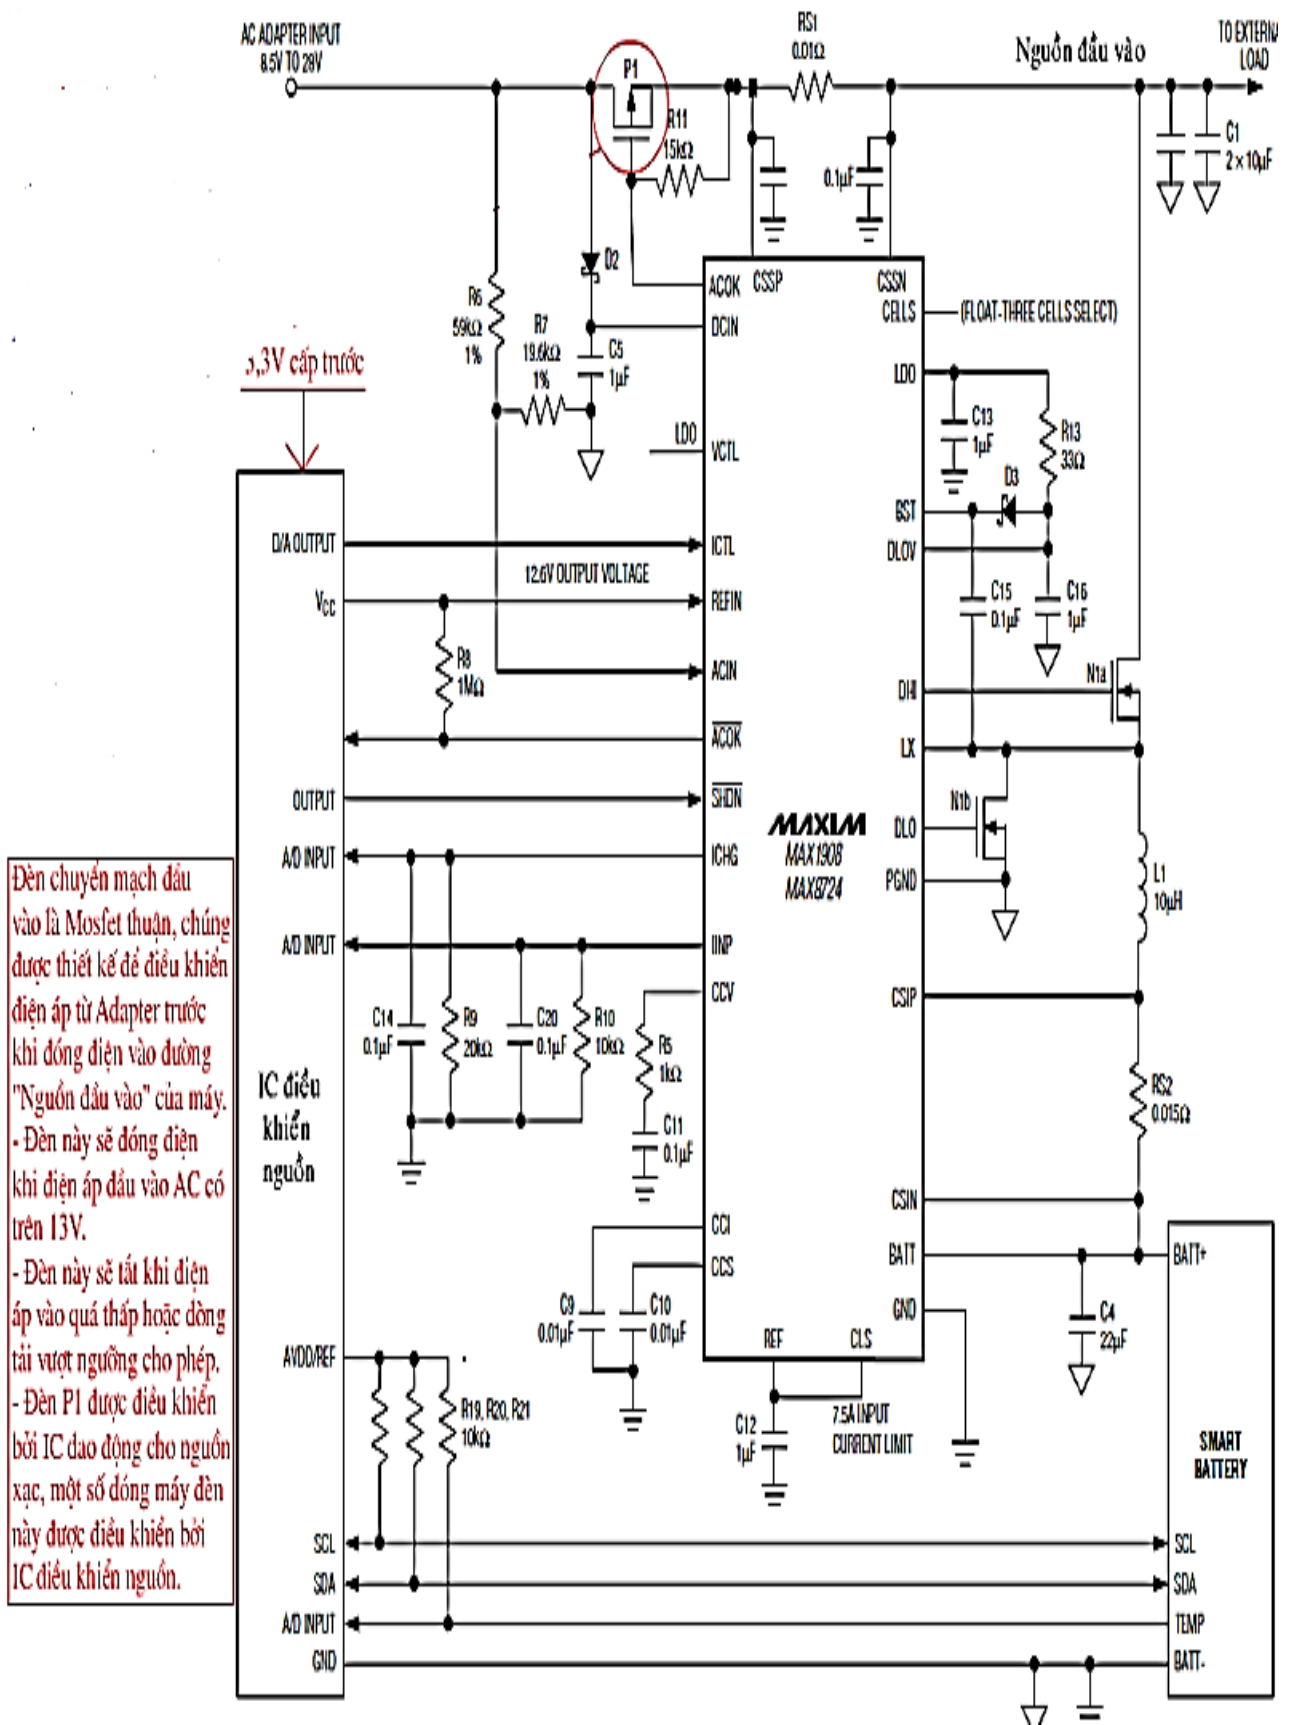 AC ADAPTER INPUT
8.5V TO 28V
P1
RS1
0.01Ω
Nguồn đầu vào
TO EXTERNA
LOAD
R11
15kΩ
0.1μF
C1
2×10μF
D2
ACOK
CSSP
CSSN
CELLS
(FLOAT-THREE CELLS SELECT)
DCIN
R6
59kΩ
1%
R7
19.6kΩ
1%
C5
1μF
LDO
C13
1μF
R13
33Ω
3,3V cấp trước
LDO
VCTL
D3
BST
DLOV
D/A OUTPUT
ICTL
12.6V OUTPUT VOLTAGE
VCC
REFIN
C15
0.1μF
C16
1μF
R8
1MΩ
ACIN
DHI
N1a
ACOK
LX
OUTPUT
SHDN
N1b
DLO
MAXIM
MAX1908
MAX8724
A/D INPUT
ICHG
PGND
L1
10μH
Đèn chuyển mạch đầu
vào là Mosfet thuận, chúng
được thiết kế để điều khiển
điện áp từ Adapter trước
khi đóng điện vào đường
"Nguồn đầu vào" của máy.
- Đèn này sẽ đóng điện
khi điện áp đầu vào AC có
trên 13V.
- Đèn này sẽ tắt khi điện
áp vào quá thấp hoặc dòng
tải vượt ngưỡng cho phép.
- Đèn P1 được điều khiển
bởi IC dao động cho nguồn
xạc, một số dóng máy đèn
này được điều khiển bởi
IC điều khiển nguồn.
A/D INPUT
IINP
CCV
CSIP
C14
0.1μF
R9
20kΩ
C20
0.1μF
R10
10kΩ
R5
1kΩ
IC điều
khiển
nguồn
C11
0.1μF
RS2
0.015Ω
CSIN
CCI
BATT
BATT+
CCS
C9
0.01μF
C10
0.01μF
GND
C4
22μF
REF
CLS
AVDD/REF
R19, R20, R21
10kΩ
C12
1μF
7.5A INPUT
CURRENT LIMIT
SMART
BATTERY
SCL
SCL
SDA
SDA
A/D INPUT
TEMP
GND
BATT-